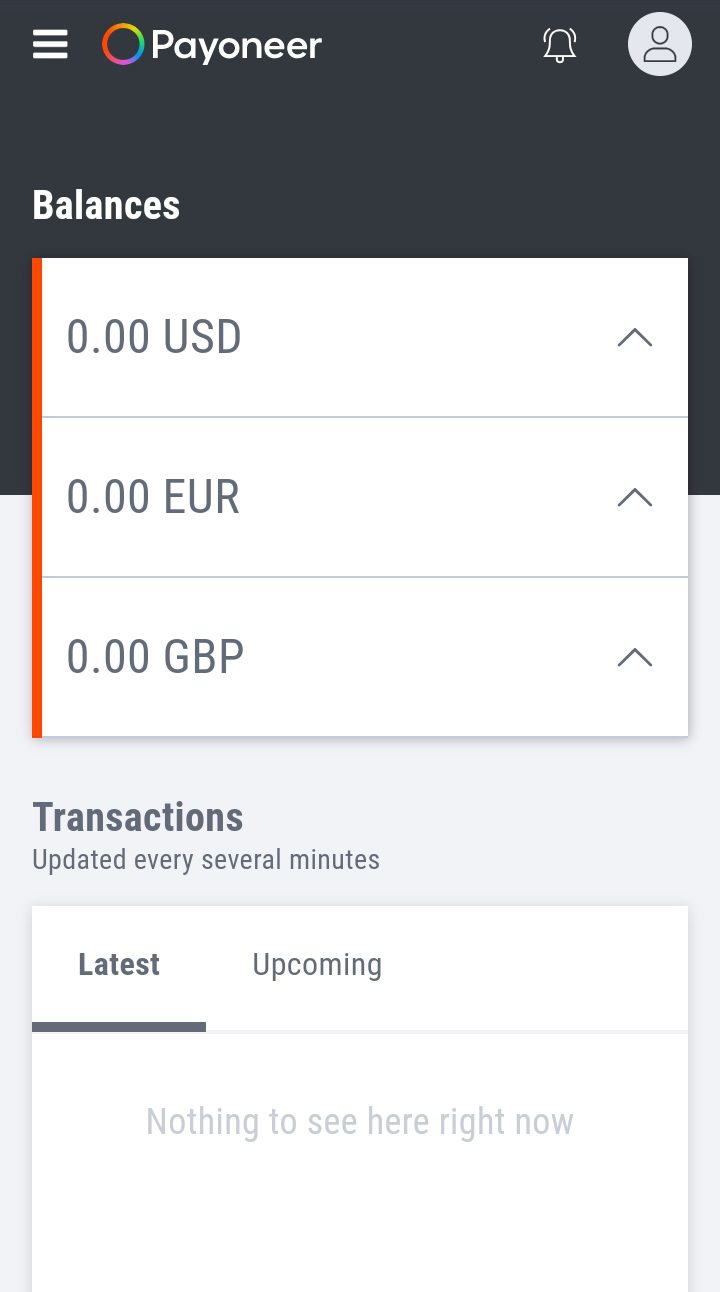 Payoneer
Balances
0.00 USD
0.00 EUR
0.00 GBP
Transactions
Updated every several minutes
Latest Upcoming
Nothing to see here right now